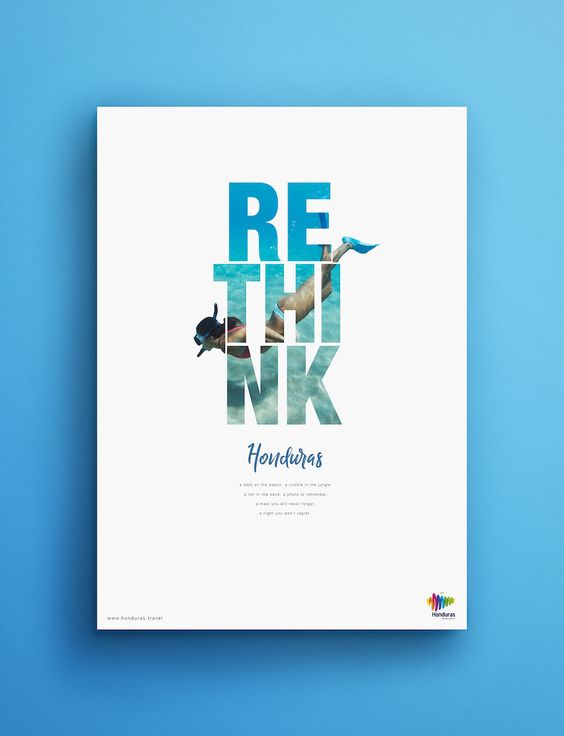 RE
THI
NK
Honduras
a walk on the beach, a rumble in the jungle.
a roll in the sand, a photo to remember.
a meal you will never forget.
a night you won't regret.
www.honduras.travel
Honduras